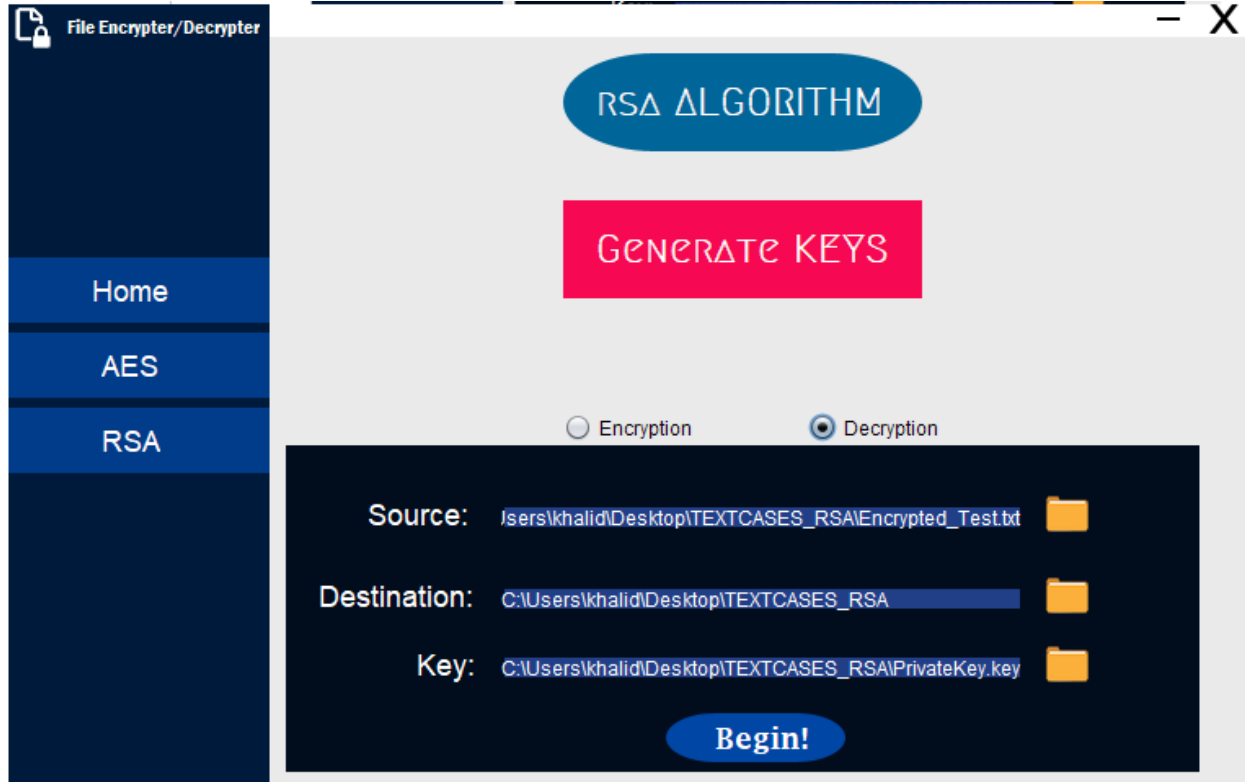 File Encrypter/Decrypter
X
RSA ALGORITHM
Generate KEYS
Home
AES
RSA
Encryption Decryption
Source: Jsers\khalid\Desktop\TEXTCASES_RSA\Encrypted_Test.txt
Destination: C:\Users\khalid\Desktop\TEXTCASES_RSA
Key: C:\Users\khalid\Desktop\TEXTCASES_RSA\PrivateKey.key
Begin!